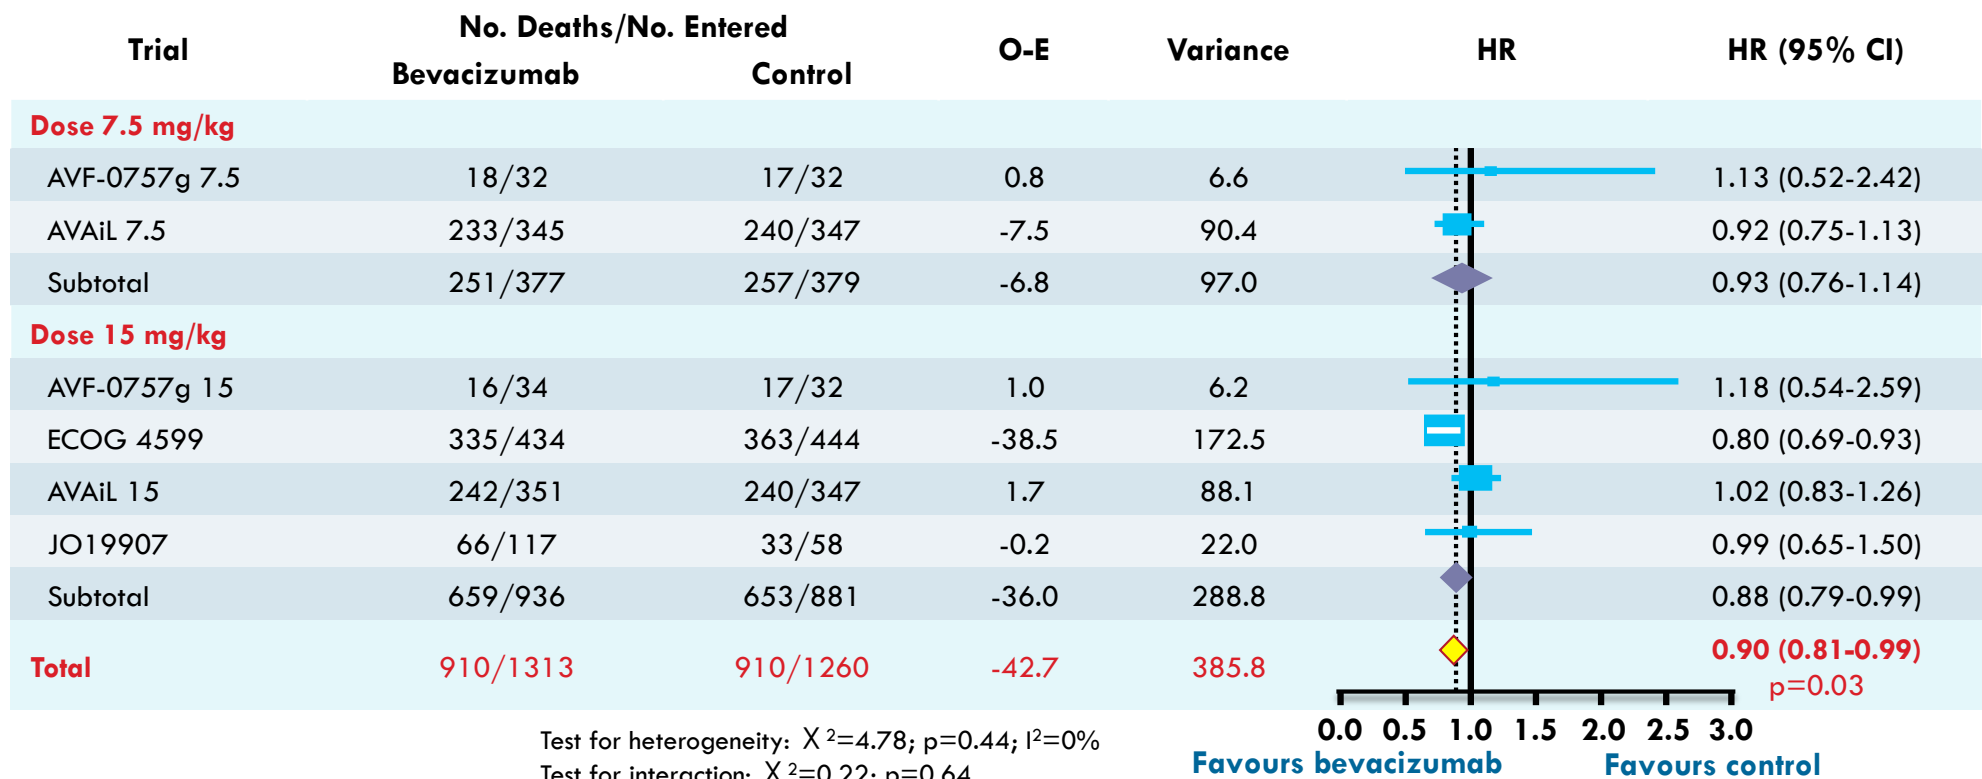 Trial No. Deaths/No. Entered O-E Variance HR HR (95% CI)
Bevacizumab Control
Dose 7.5 mg/kg
AVF-0757g 7.5 18/32 17/32 0.8 6.6 1.13 (0.52-2.42)
AVAiL 7.5 233/345 240/347 -7.5 90.4 0.92 (0.75-1.13)
Subtotal 251/377 257/379 -6.8 97.0 0.93 (0.76-1.14)
Dose 15 mg/kg
AVF-0757g 15 16/34 17/32 1.0 6.2 1.18 (0.54-2.59)
ECOG 4599 335/434 363/444 -38.5 172.5 0.80 (0.69-0.93)
AVAiL 15 242/351 240/347 1.7 88.1 1.02 (0.83-1.26)
JO19907 66/117 33/58 -0.2 22.0 0.99 (0.65-1.50)
Subtotal 659/936 653/881 -36.0 288.8 0.88 (0.79-0.99)
Total 910/1313 910/1260 -42.7 385.8 0.90 (0.81-0.99)
p=0.03
0.0 0.5 1.0 1.5 2.0 2.5 3.0
Test for heterogeneity: X ²=4.78; p=0.44; I²=0%
Favours bevacizumab Favours control
Test for interaction: X ²=0.22; p=0.64